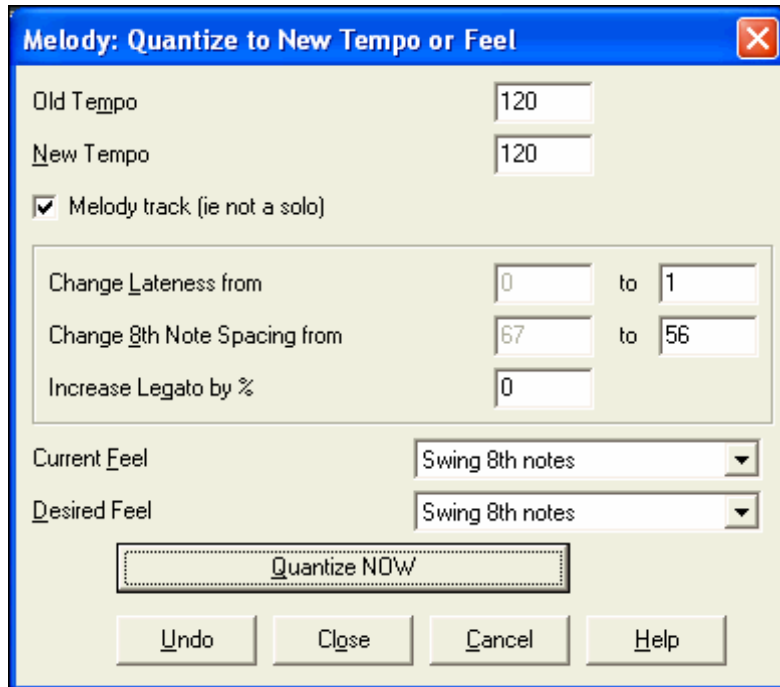 Melody: Quantize to New Tempo or Feel
Old Tempo 120
New Tempo 120
Melody track (ie not a solo)
Change Lateness from 0 to 1
Change 8th Note Spacing from 67 to 56
Increase Legato by % 0
Current Feel Swing 8th notes
Desired Feel Swing 8th notes
Quantize NOW
Undo Close Cancel Help